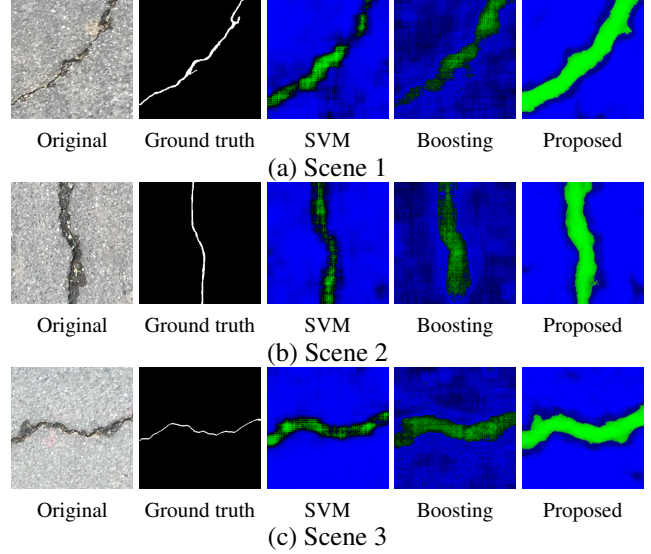 Original Ground truth SVM Boosting Proposed
(a) Scene 1
Original Ground truth SVM Boosting Proposed
(b) Scene 2
Original Ground truth SVM Boosting Proposed
(c) Scene 3